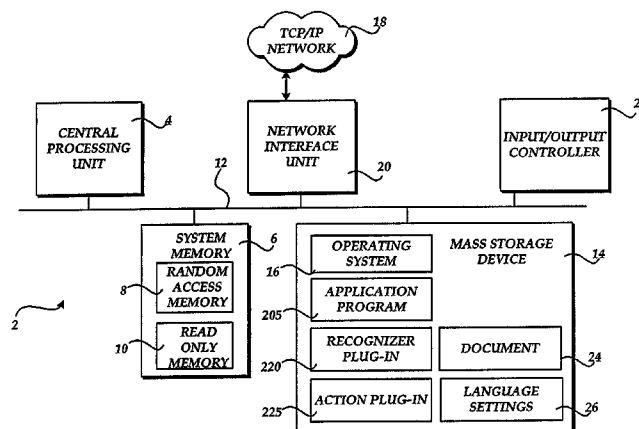 TCP/IP
NETWORK
18
CENTRAL
PROCESSING
UNIT
4
NETWORK
INTERFACE
UNIT
20
INPUT/OUTPUT
CONTROLLER
2
12
SYSTEM
MEMORY
6
RANDOM
ACCESS
MEMORY
8
READ
ONLY
MEMORY
10
2
MASS STORAGE
DEVICE
14
OPERATING
SYSTEM
16
APPLICATION
PROGRAM
205
RECOGNIZER
PLUG-IN
220
DOCUMENT
24
ACTION PLUG-IN
225
LANGUAGE
SETTINGS
26